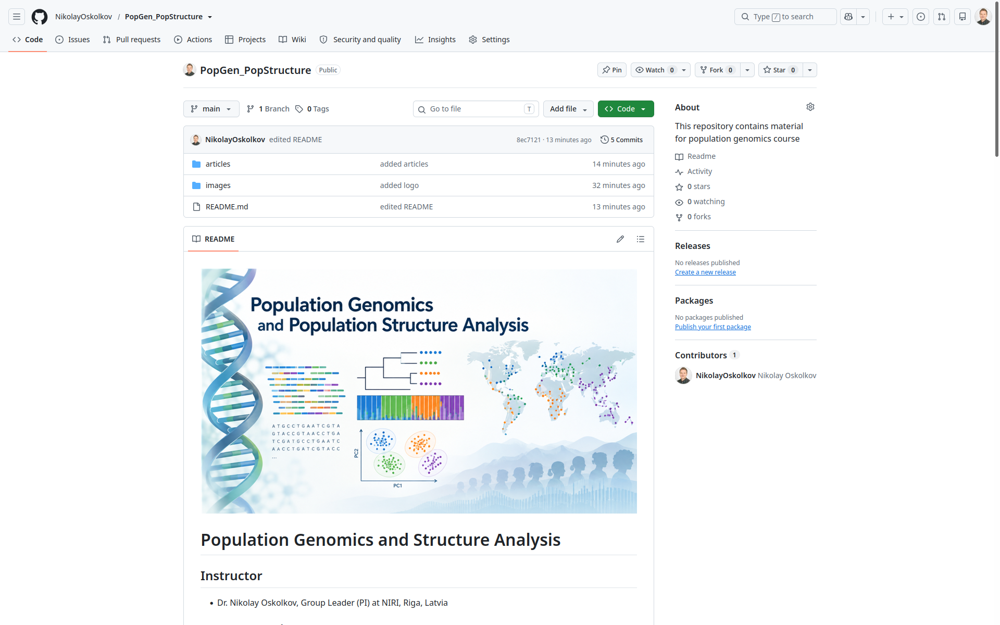 NikolayOskolkov / PopGen_PopStructure
Type / to search
Code Issues Pull requests Actions Projects Wiki Security and quality Insights Settings
PopGen_PopStructure Public
Pin Watch 0 Fork 0 Star 0
main 1 Branch 0 Tags Go to file T Add file Code
NikolayOskolkov edited README 8ec7121 · 13 minutes ago 5 Commits
articles added articles 14 minutes ago
images added logo 32 minutes ago
README.md edited README 13 minutes ago
README
Population Genomics
and Population Structure Analysis
ATGCCTGAATCGTA
GTACCGTAACCTGA
TCGATGCCTGAATC
AACCTGATCGTACC
...
PC2
PC1
Population Genomics and Structure Analysis
Instructor
• Dr. Nikolay Oskolkov, Group Leader (PI) at NIRI, Riga, Latvia
About
This repository contains material
for population genomics course
Readme
Activity
0 stars
0 watching
0 forks
Releases
No releases published
Create a new release
Packages
No packages published
Publish your first package
Contributors 1
NikolayOskolkov Nikolay Oskolkov